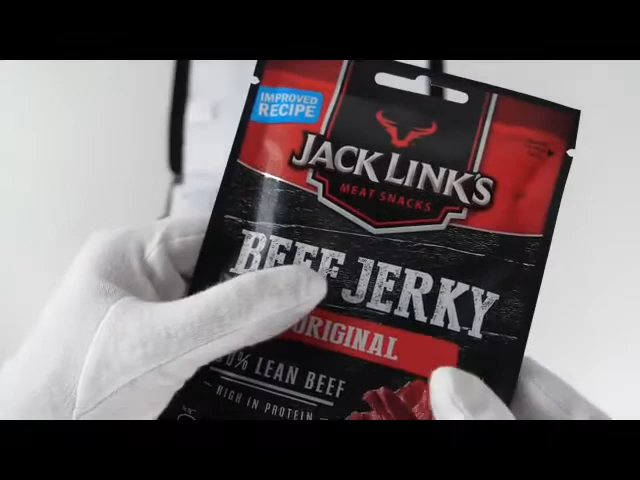 IMPROVED
RECIPE
JACK LINK'S
MEAT SNACKS
BEEF JERKY
ORIGINAL
LEAN BEEF
HIGH IN PROTEIN